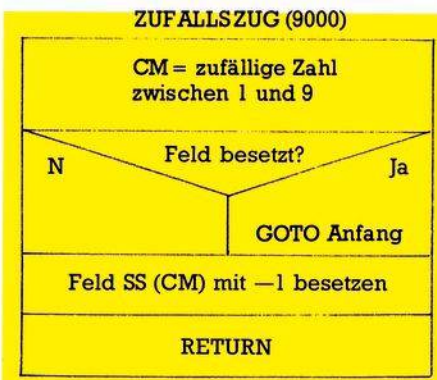 ZUFALLSZUG (9000)
CM = zufällige Zahl
zwischen 1 und 9
Feld besetzt?
N
Ja
GOTO Anfang
Feld SS (CM) mit —1 besetzen
RETURN